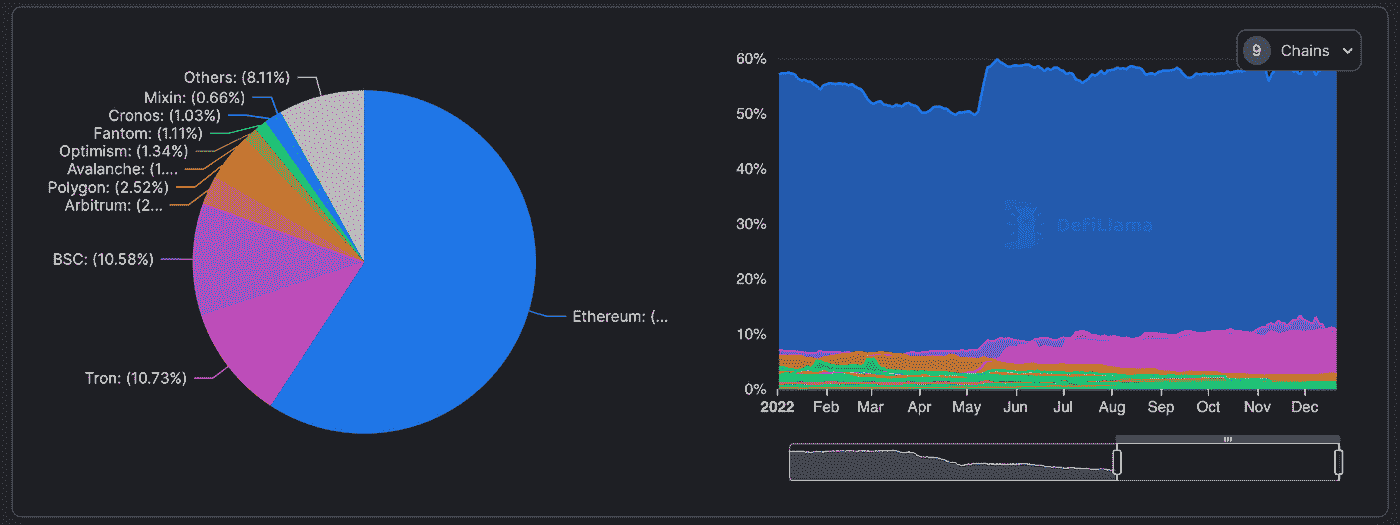 Others: (8.11%)
Mixin: (0.66%)
Cronos: (1.03%)
Fantom: (1.11%)
Optimism: (1.34%)
Avalanche: (1....
Polygon: (2.52%)
Arbitrum: (2...
BSC: (10.58%)
Tron: (10.73%)
Ethereum: (...
9 Chains
60%
50%
40%
30%
20%
10%
0%
DefiLlama
2022 Feb Mar Apr May Jun Jul Aug Sep Oct Nov Dec